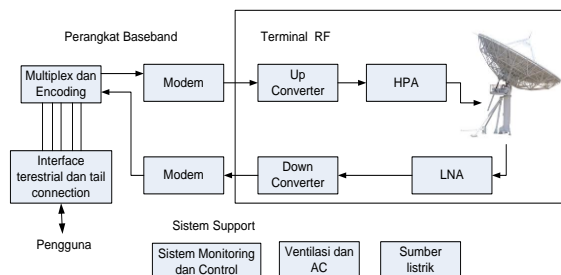 Perangkat Baseband
Terminal RF
Multiplex dan
Encoding
Modem
Up
Converter
HPA
Interface
terestrial dan tail
connection
Modem
Down
Converter
LNA
Pengguna
Sistem Support
Sistem Monitoring
dan Control
Ventilasi dan
AC
Sumber
listrik